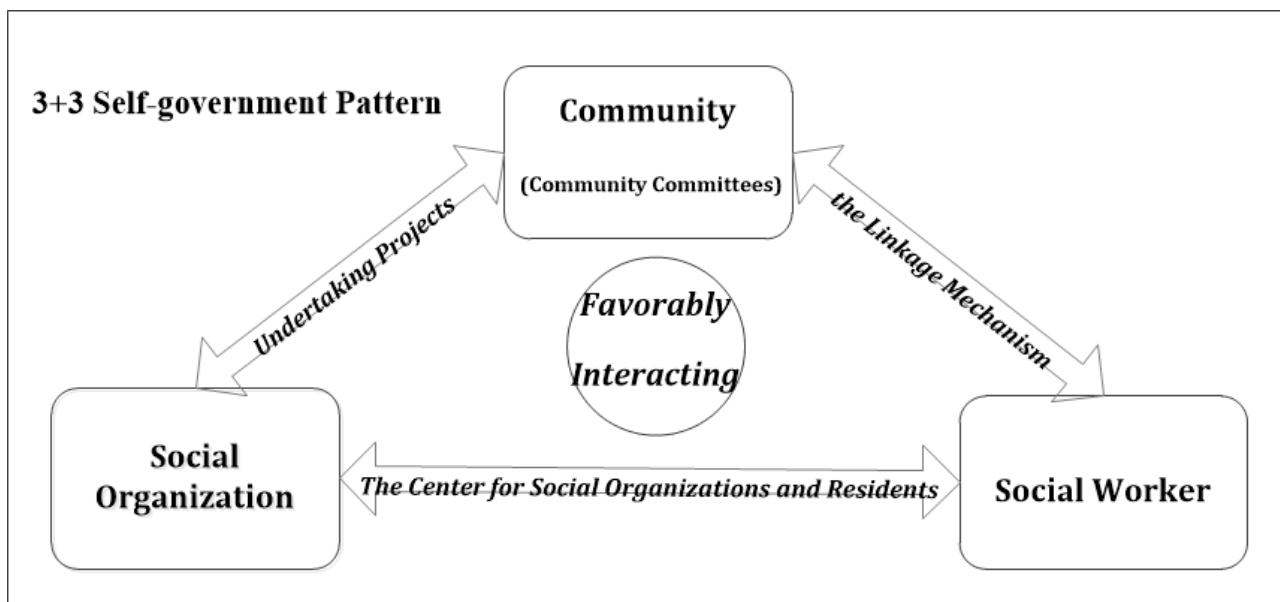 3+3 Self-government Pattern
Community
(Community Committees)
Undertaking Projects
the Linkage Mechanism
Favorably
Interacting
Social
Organization
The Center for Social Organizations and Residents
Social Worker